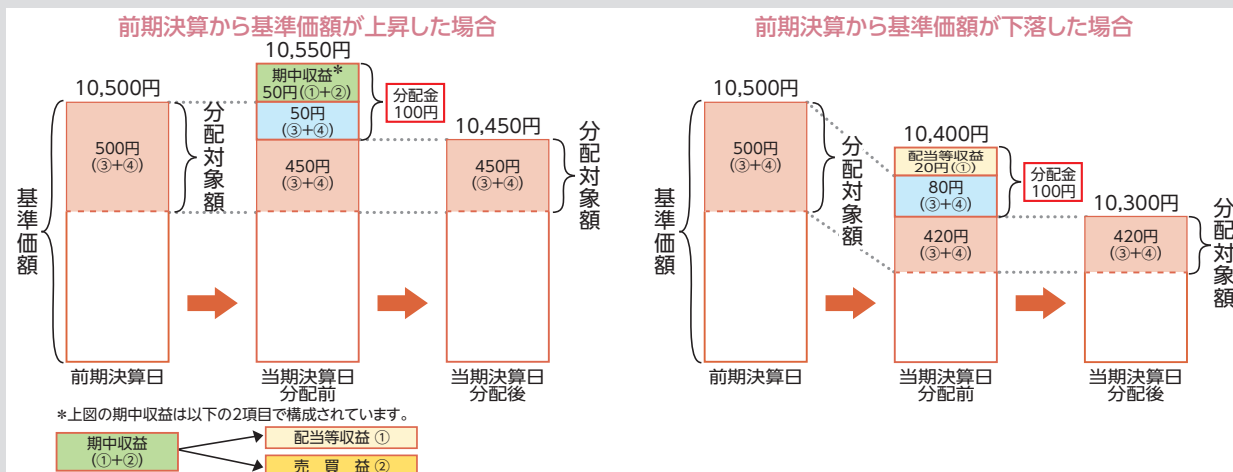 前期決算から基準価額が上昇した場合
10,500円
500円
(③+④)
分配対象額
基準価額
前期決算日
10,550円
期中収益*
50円(①+②)
50円
(③+④)
450円
(③+④)
分配金
100円
当期決算日
分配前
10,450円
450円
(③+④)
分配対象額
当期決算日
分配後
*上図の期中収益は以下の2項目で構成されています。
期中収益
(①+②)
配当等収益 ①
売 買 益 ②
前期決算から基準価額が下落した場合
10,500円
500円
(③+④)
分配対象額
基準価額
前期決算日
10,400円
配当等収益
20円(①)
80円
(③+④)
420円
(③+④)
分配金
100円
当期決算日
分配前
10,300円
420円
(③+④)
分配対象額
当期決算日
分配後